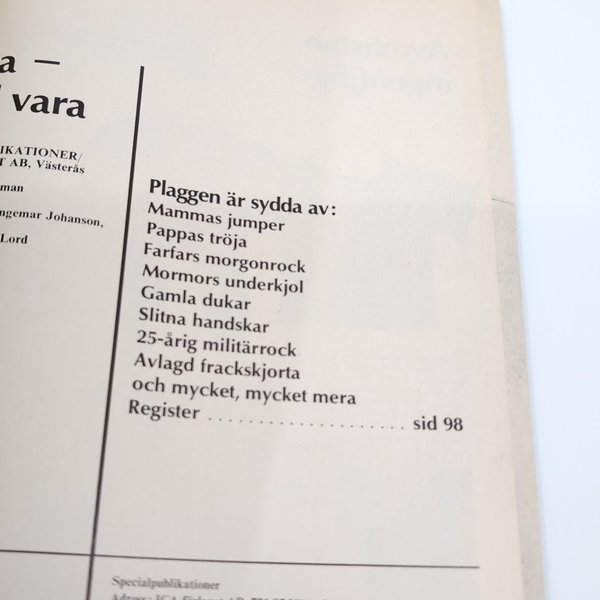 a –
vara
IKATIONER/
T AB, Västerås
man
ngemar Johanson,
Lord
Plaggen är sydda av:
Mammas jumper
Pappas tröja
Farfars morgonrock
Mormors underkjol
Gamla dukar
Slitna handskar
25-årig militärrock
Avlagd frackskjorta
och mycket, mycket mera
Register .................... sid 98
Specialpublikationer